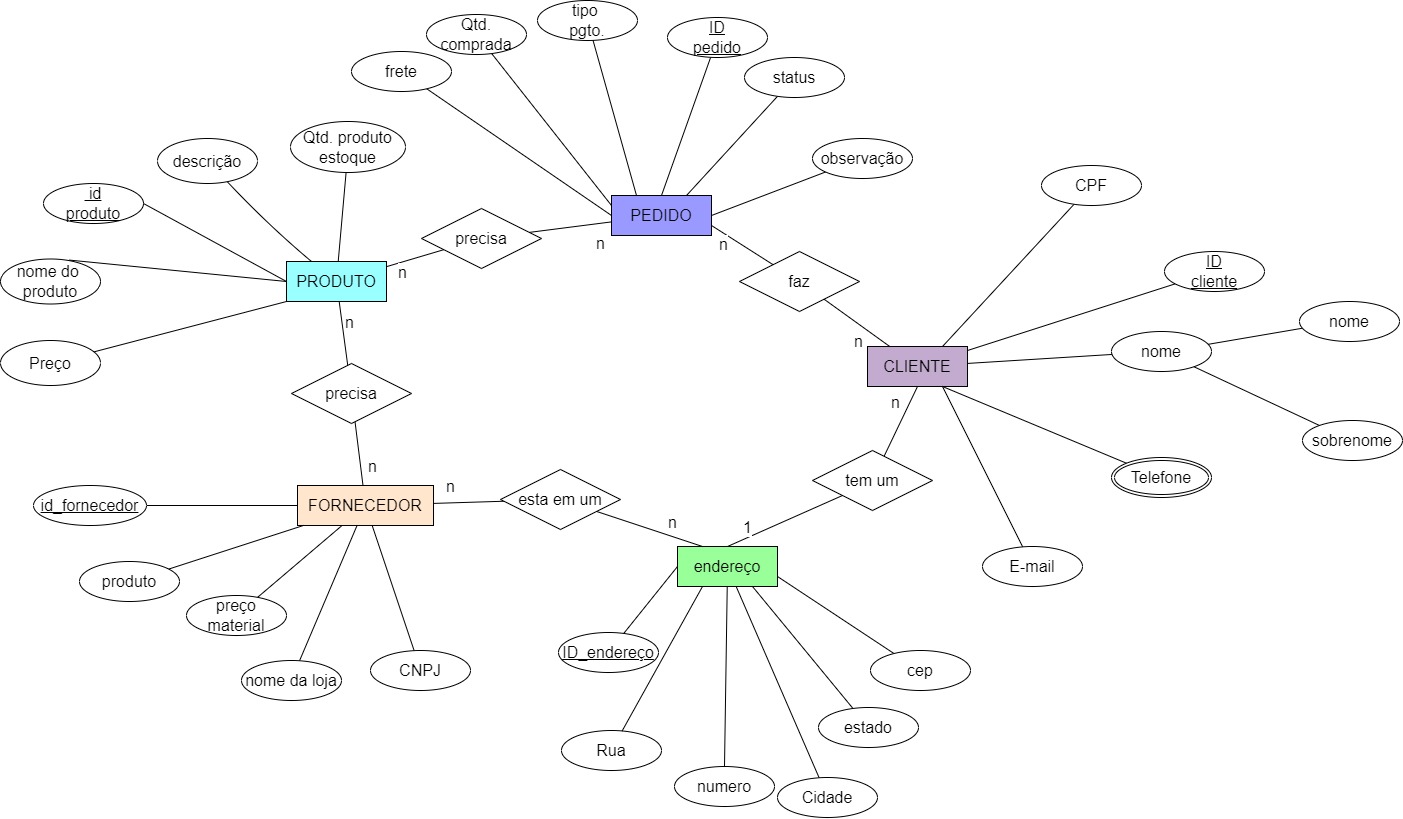 Qtd.
comprada
tipo
pgto.
ID
pedido
frete
status
descrição
Qtd. produto
estoque
observação
id
produto
CPF
PEDIDO
precisa
n
n
n
nome do
produto
PRODUTO
faz
ID
cliente
n
n
nome
nome
Preço
CLIENTE
precisa
n
sobrenome
n
tem um
Telefone
n
esta em um
id_fornecedor
FORNECEDOR
n
1
endereço
E-mail
produto
preço
material
ID_endereço
nome da loja
CNPJ
cep
estado
Rua
numero
Cidade